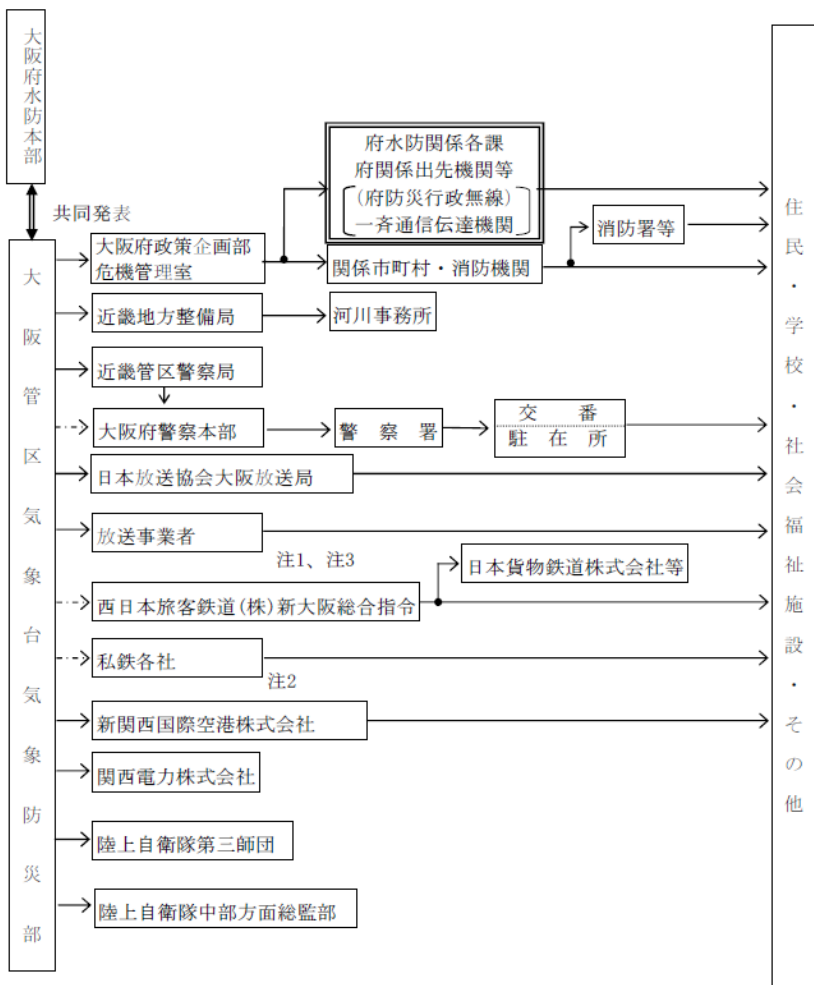 大阪府水防本部
共同発表
大阪管区気象台気象防災部
大阪府政策企画部
危機管理室
府水防関係各課
府関係出先機関等
(府防災行政無線)
一斉通信伝達機関
関係市町村・消防機関
消防署等
近畿地方整備局
河川事務所
近畿管区警察局
大阪府警察本部
警察署
交番
駐在所
日本放送協会大阪放送局
放送事業者
注1、注3
日本貨物鉄道株式会社等
西日本旅客鉄道(株)新大阪総合指令
私鉄各社
注2
新関西国際空港株式会社
関西電力株式会社
陸上自衛隊第三師団
陸上自衛隊中部方面総監部
住民・学校・社会福祉施設・その他